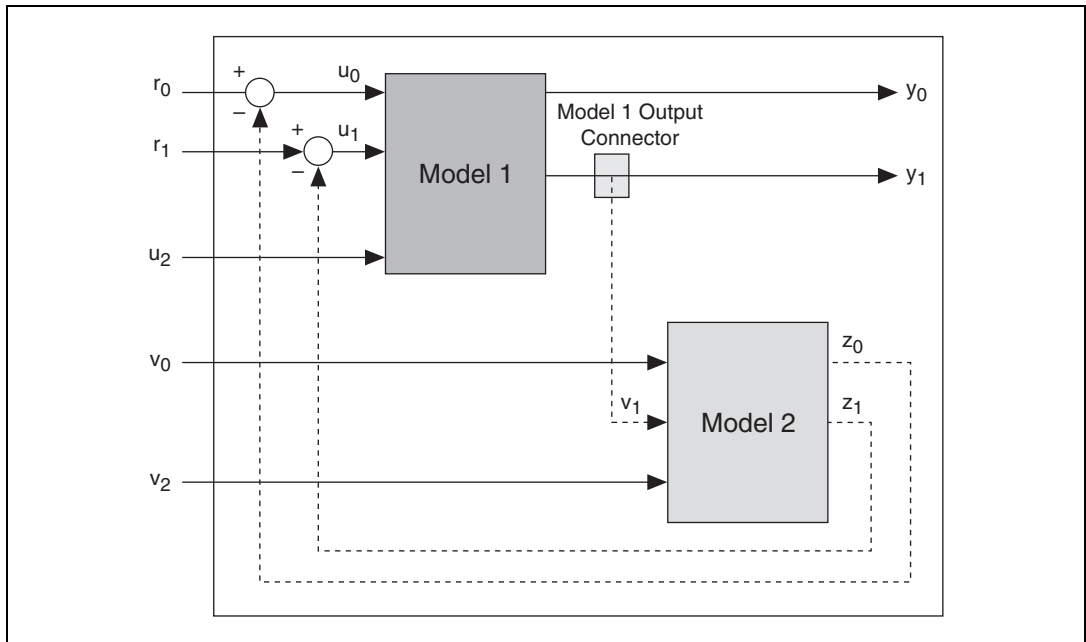 +
u₀
r₀
y₀
−
Model 1 Output
Connector
+
u₁
r₁
−
Model 1
y₁
u₂
v₀
z₀
v₁
z₁
Model 2
v₂